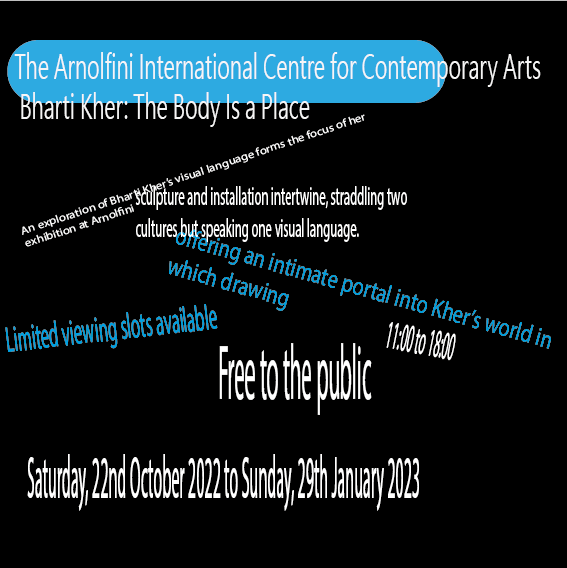 The Arnolfini International Centre for Contemporary Arts
Bharti Kher: The Body Is a Place
An exploration of Bharti Kher's visual language forms the focus of her
exhibition at Arnolfini
sculpture and installation intertwine, straddling two
cultures but speaking one visual language.
offering an intimate portal into Kher's world in
which drawing
Limited viewing slots available
11:00 to 18:00
Free to the public
Saturday, 22nd October 2022 to Sunday, 29th January 2023